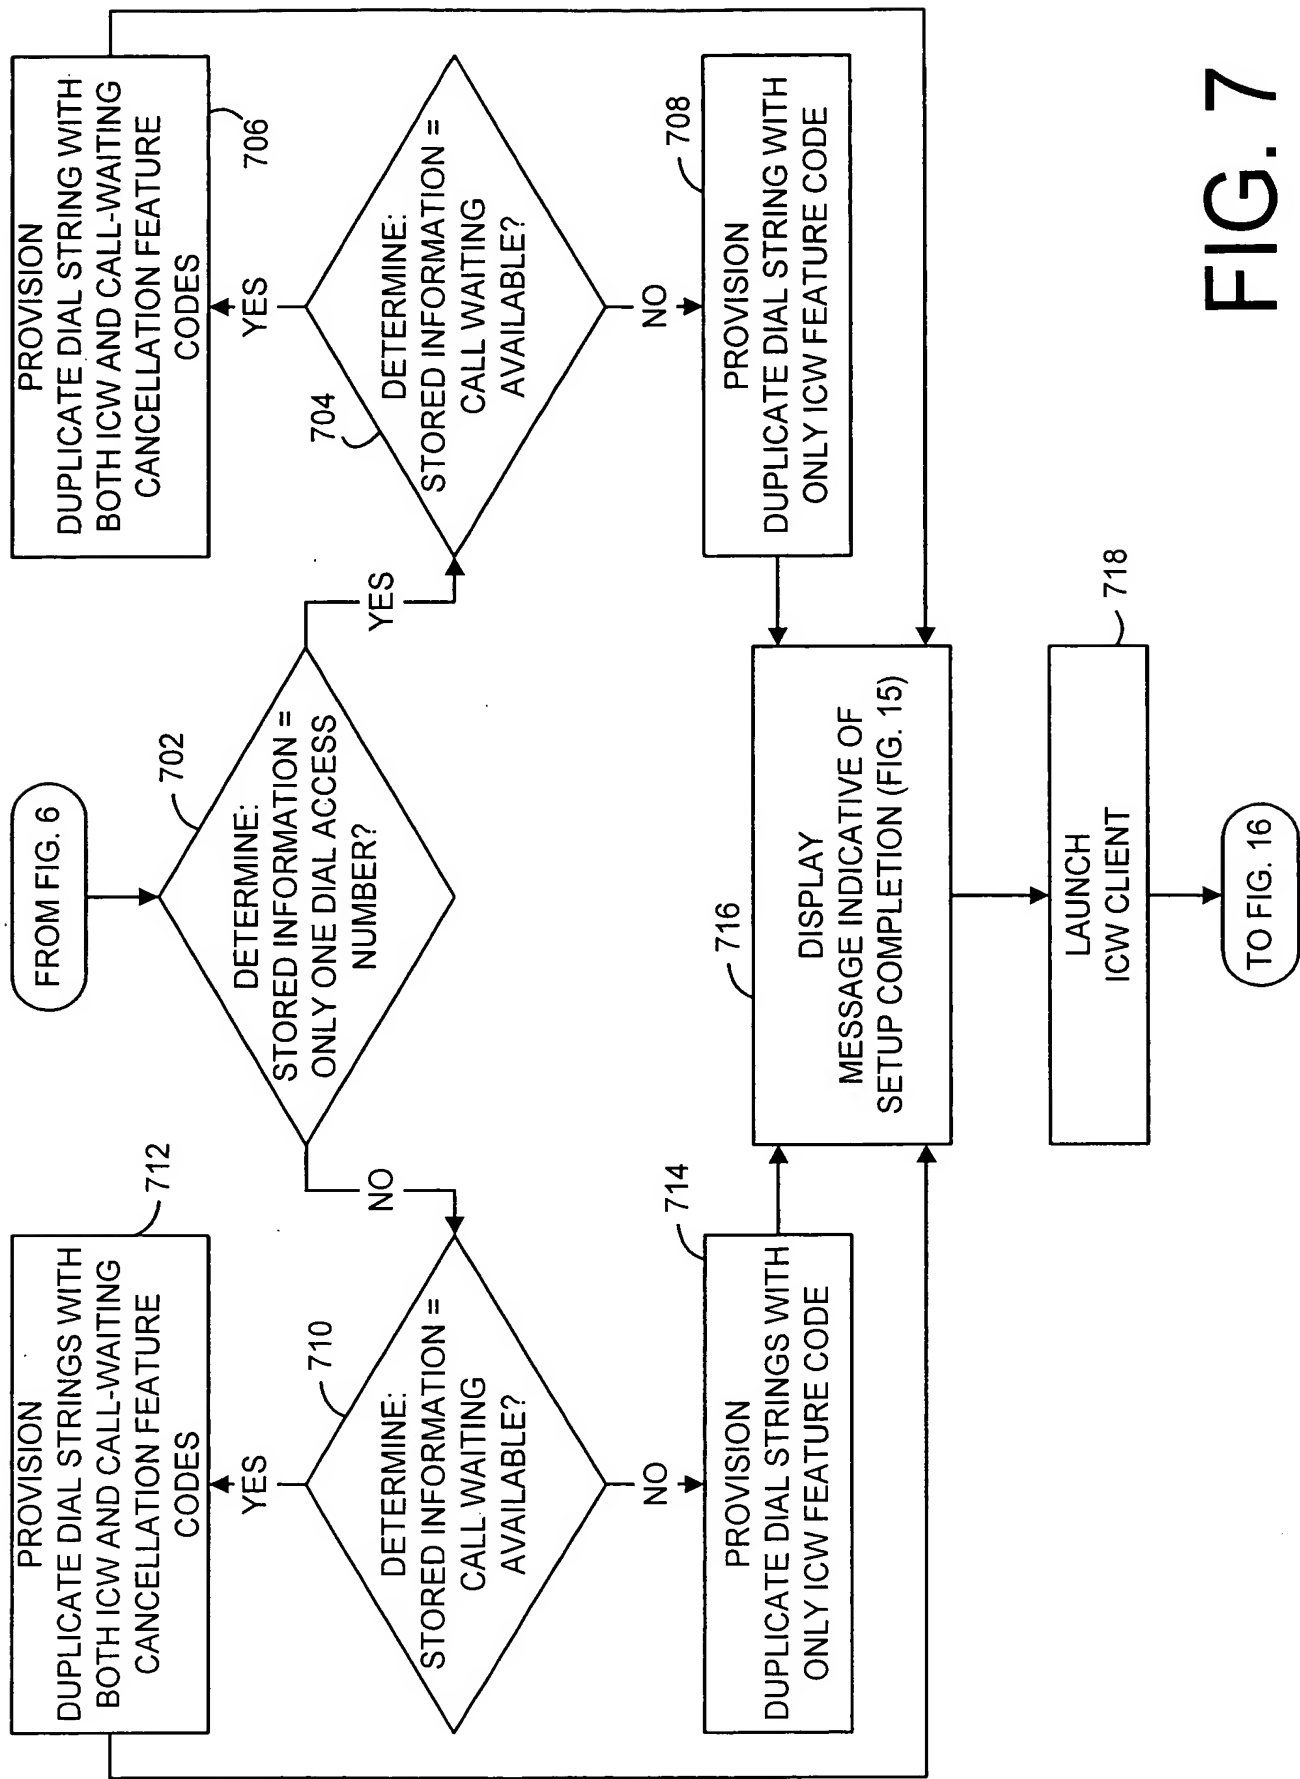 FROM FIG. 6
702
DETERMINE:
STORED INFORMATION =
ONLY ONE DIAL ACCESS
NUMBER?
NO
YES
PROVISION
DUPLICATE DIAL STRINGS WITH
BOTH ICW AND CALL-WAITING
CANCELLATION FEATURE
CODES
712
YES
710
DETERMINE:
STORED INFORMATION =
CALL WAITING
AVAILABLE?
NO
714
PROVISION
DUPLICATE DIAL STRINGS WITH
ONLY ICW FEATURE CODE
PROVISION
DUPLICATE DIAL STRING WITH
BOTH ICW AND CALL-WAITING
CANCELLATION FEATURE
CODES
706
YES
704
DETERMINE:
STORED INFORMATION =
CALL WAITING
AVAILABLE?
NO
708
PROVISION
DUPLICATE DIAL STRING WITH
ONLY ICW FEATURE CODE
716
DISPLAY
MESSAGE INDICATIVE OF
SETUP COMPLETION (FIG. 15)
718
LAUNCH
ICW CLIENT
TO FIG. 16
FIG. 7